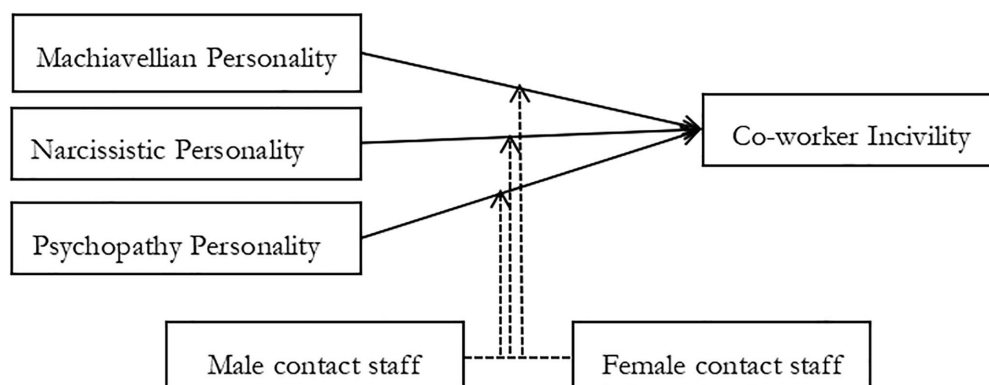 Machiavellian Personality
Narcissistic Personality
Co-worker Incivility
Psychopathy Personality
Male contact staff
Female contact staff